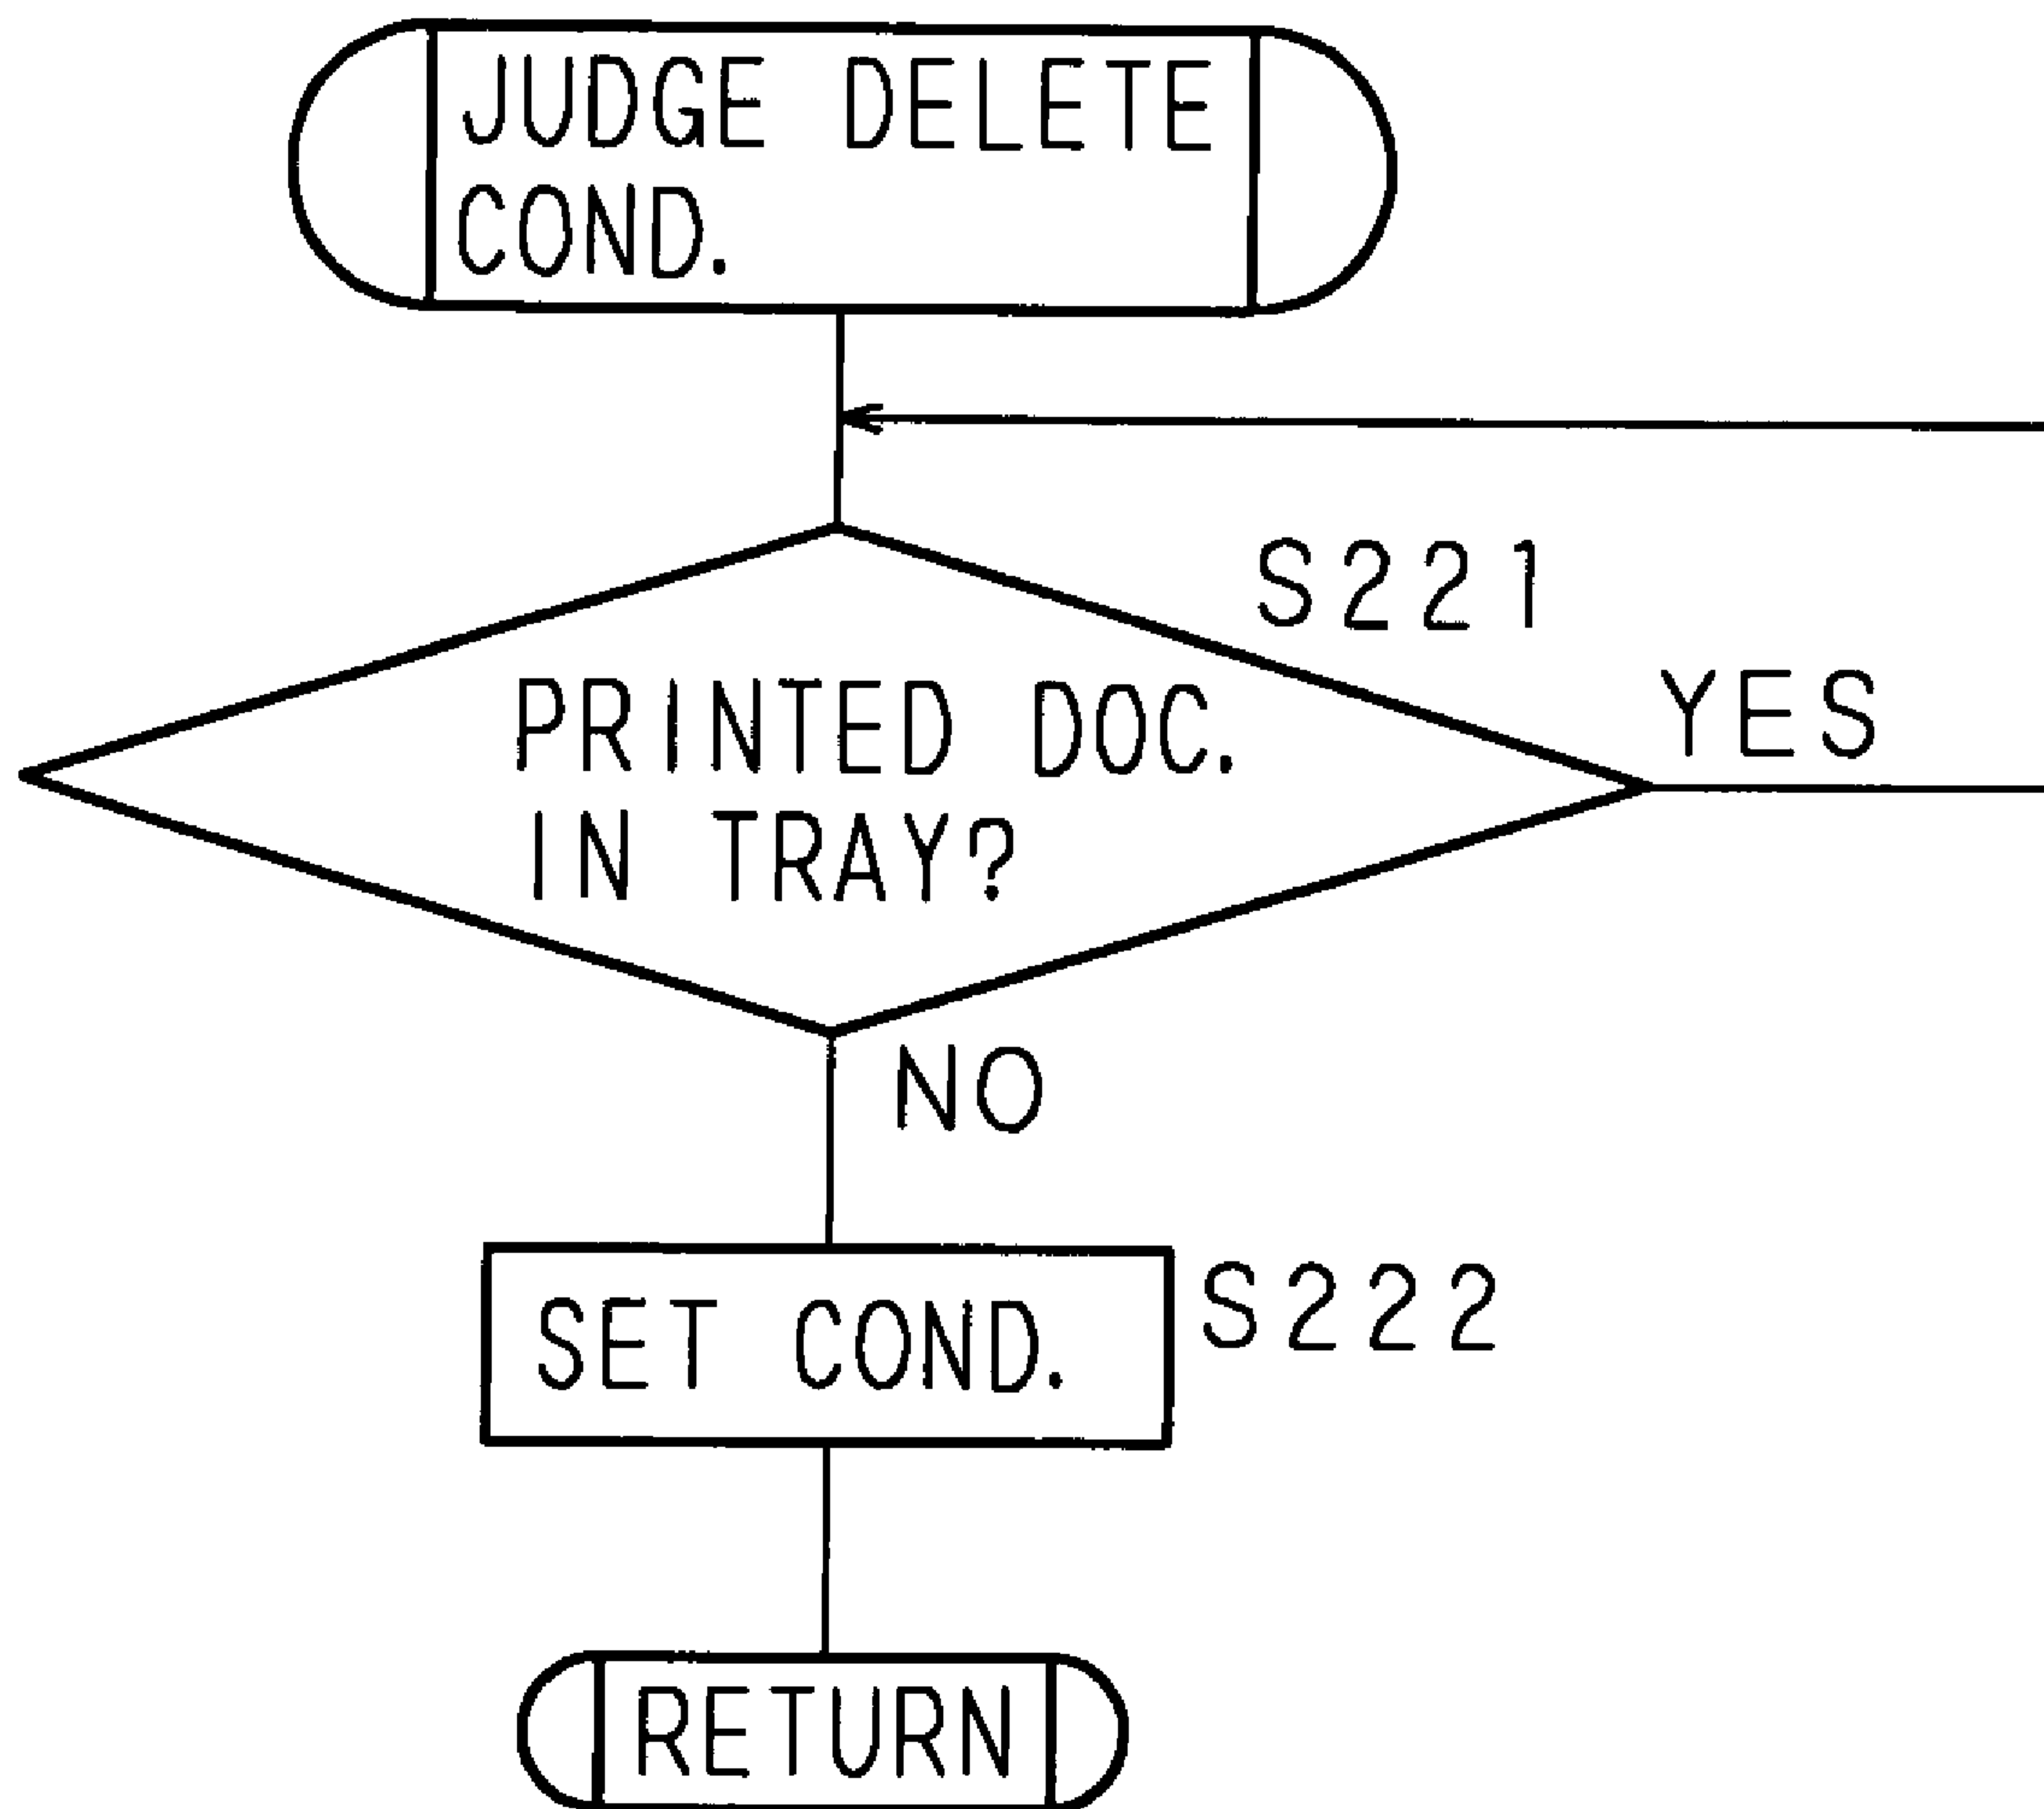 JUDGE DELETE
COND.
S221
YES
PRINTED DOC.
IN TRAY?
NO
SET COND.
S222
RETURN